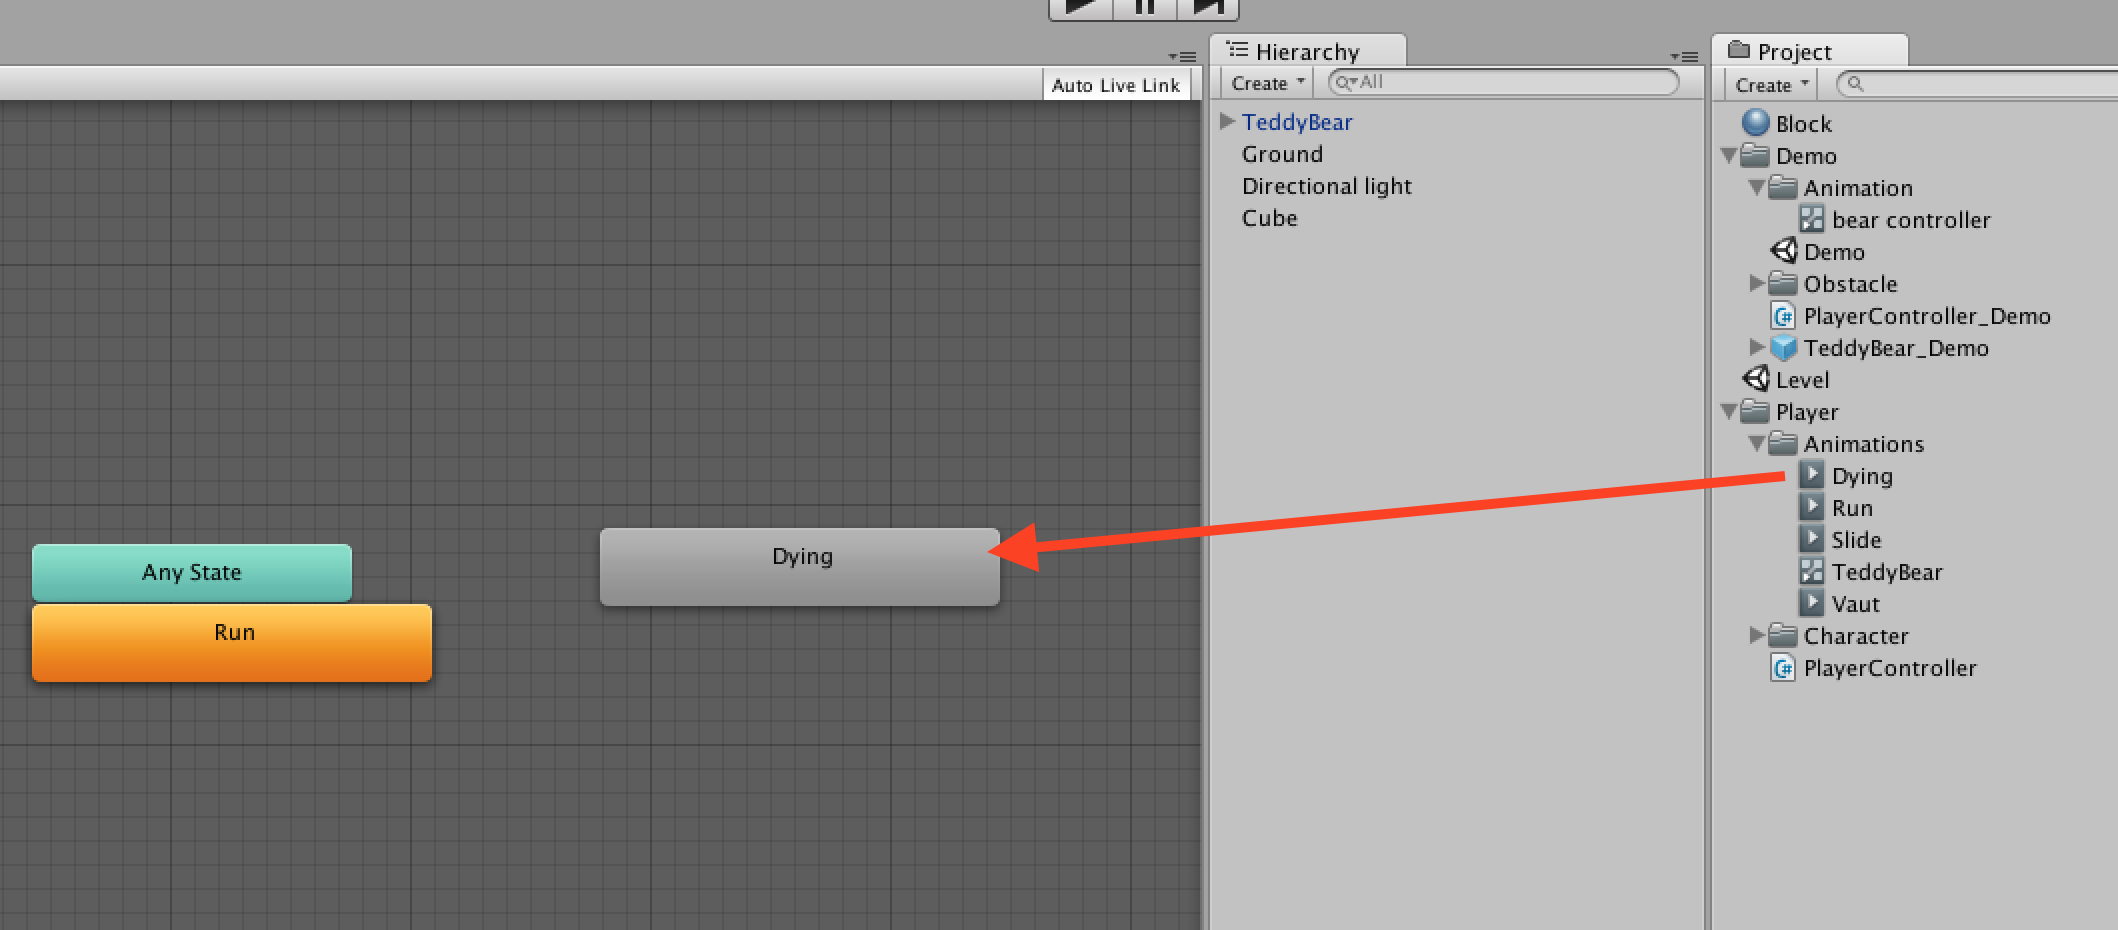 Auto Live Link
Any State
Run
Dying
Hierarchy
Create
All
TeddyBear
Ground
Directional light
Cube
Project
Create
Block
Demo
Animation
bear controller
Demo
Obstacle
C# PlayerController_Demo
TeddyBear_Demo
Level
Player
Animations
Dying
Run
Slide
TeddyBear
Vaut
Character
C# PlayerController